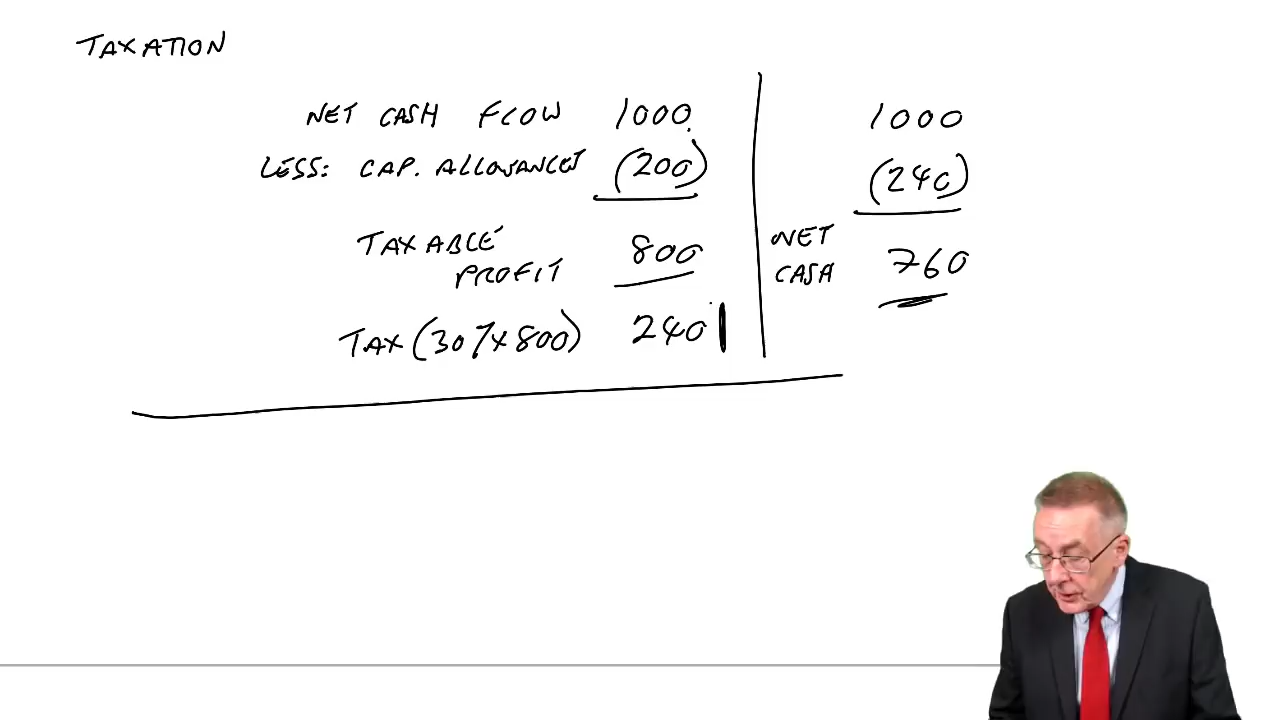 TAXATION
NET CASH FLOW 1000 1000
LESS: CAP. ALLOWANCES (200) (240)
TAXABLE PROFIT 800 NET CASH 760
TAX (30% x 800) 240